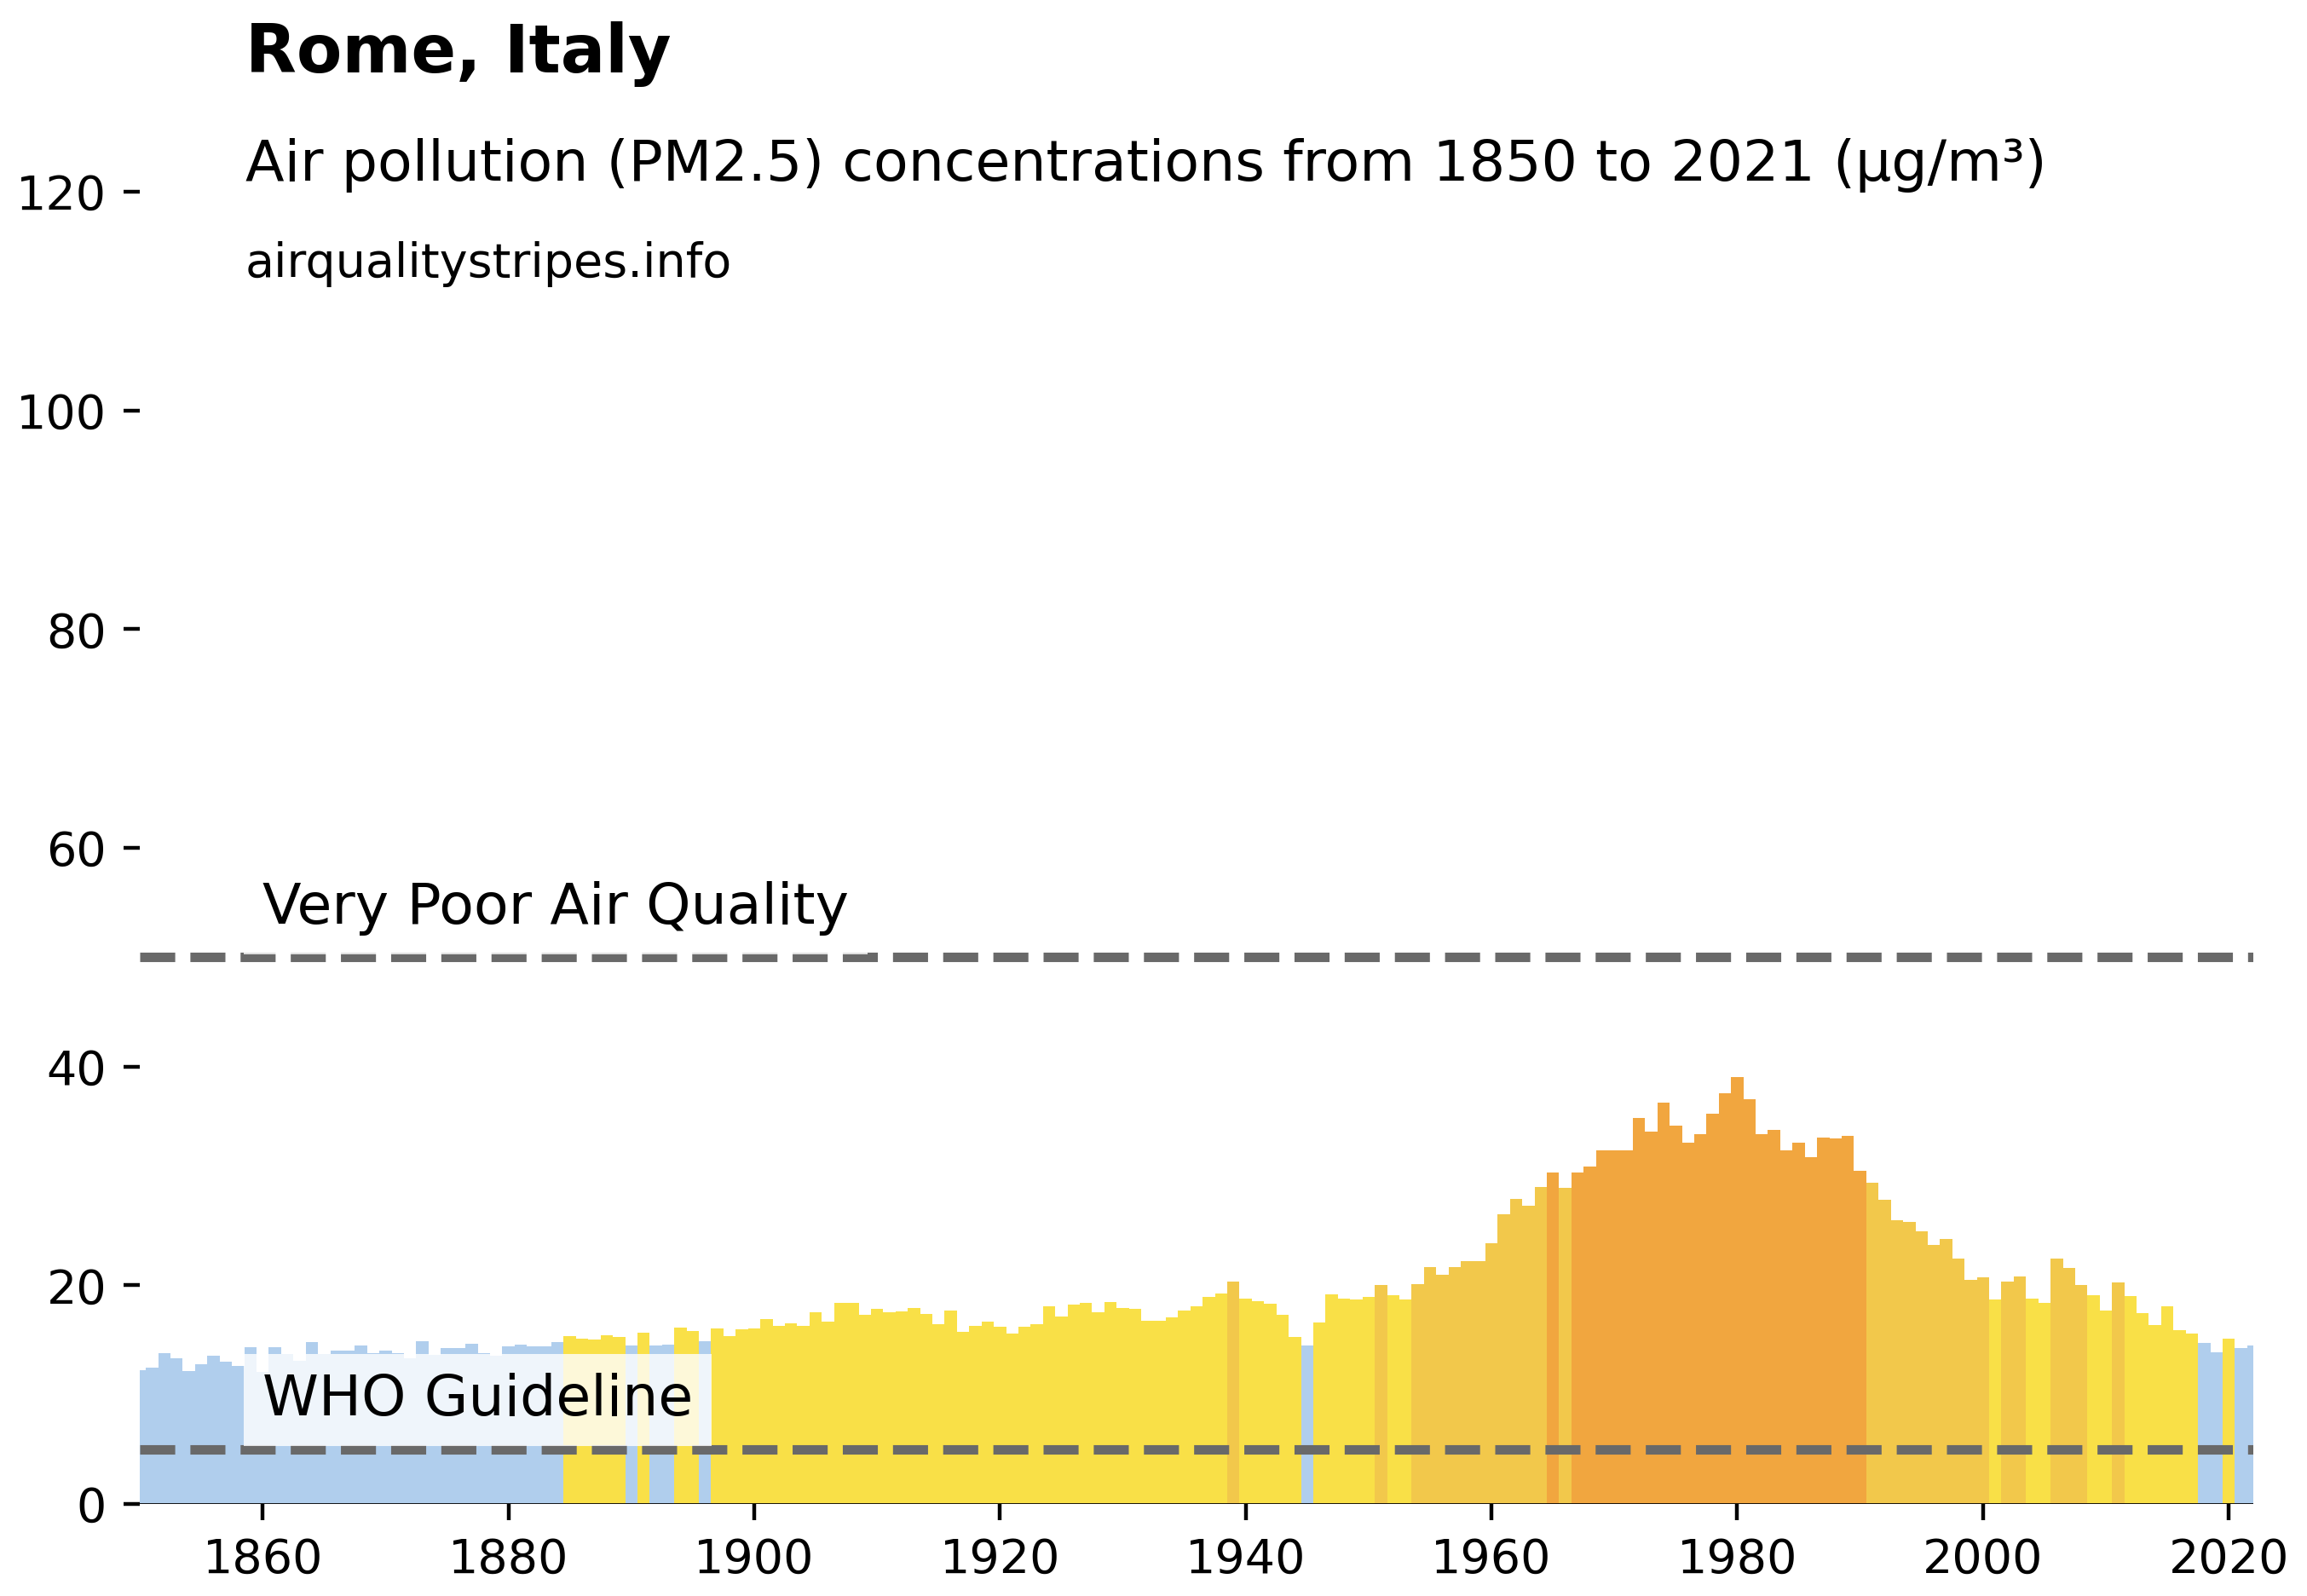 Rome, Italy
Air pollution (PM2.5) concentrations from 1850 to 2021 (µg/m³)
airqualitystripes.info
120
100
80
60
Very Poor Air Quality
40
20
WHO Guideline
0
1860 1880 1900 1920 1940 1960 1980 2000 2020